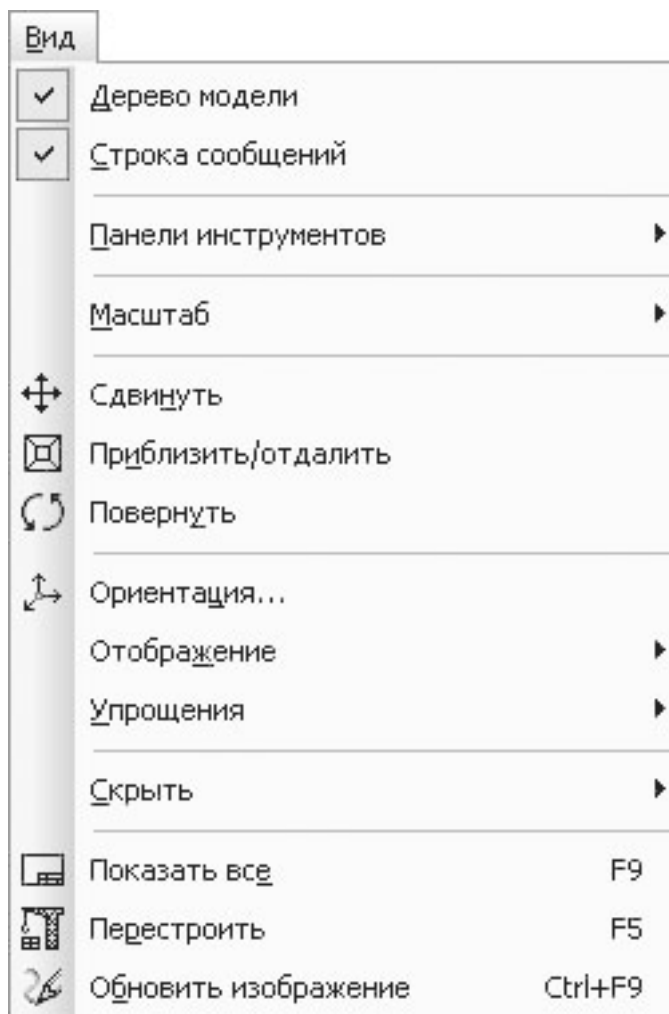 Вид
Дерево модели
Строка сообщений
Панели инструментов
Масштаб
Сдвинуть
Приблизить/отдалить
Повернуть
Ориентация...
Отображение
Упрощения
Скрыть
Показать все F9
Перестроить F5
Обновить изображение Ctrl+F9